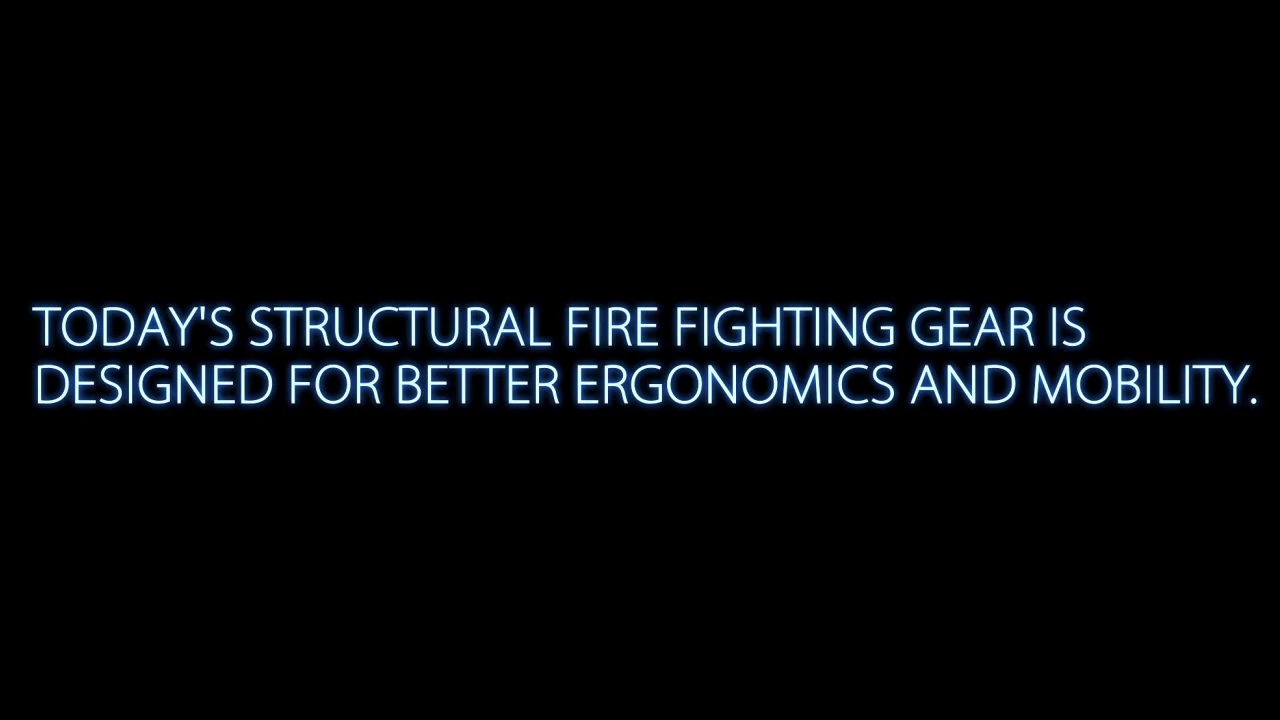 TODAY'S STRUCTURAL FIRE FIGHTING GEAR IS
DESIGNED FOR BETTER ERGONOMICS AND MOBILITY.